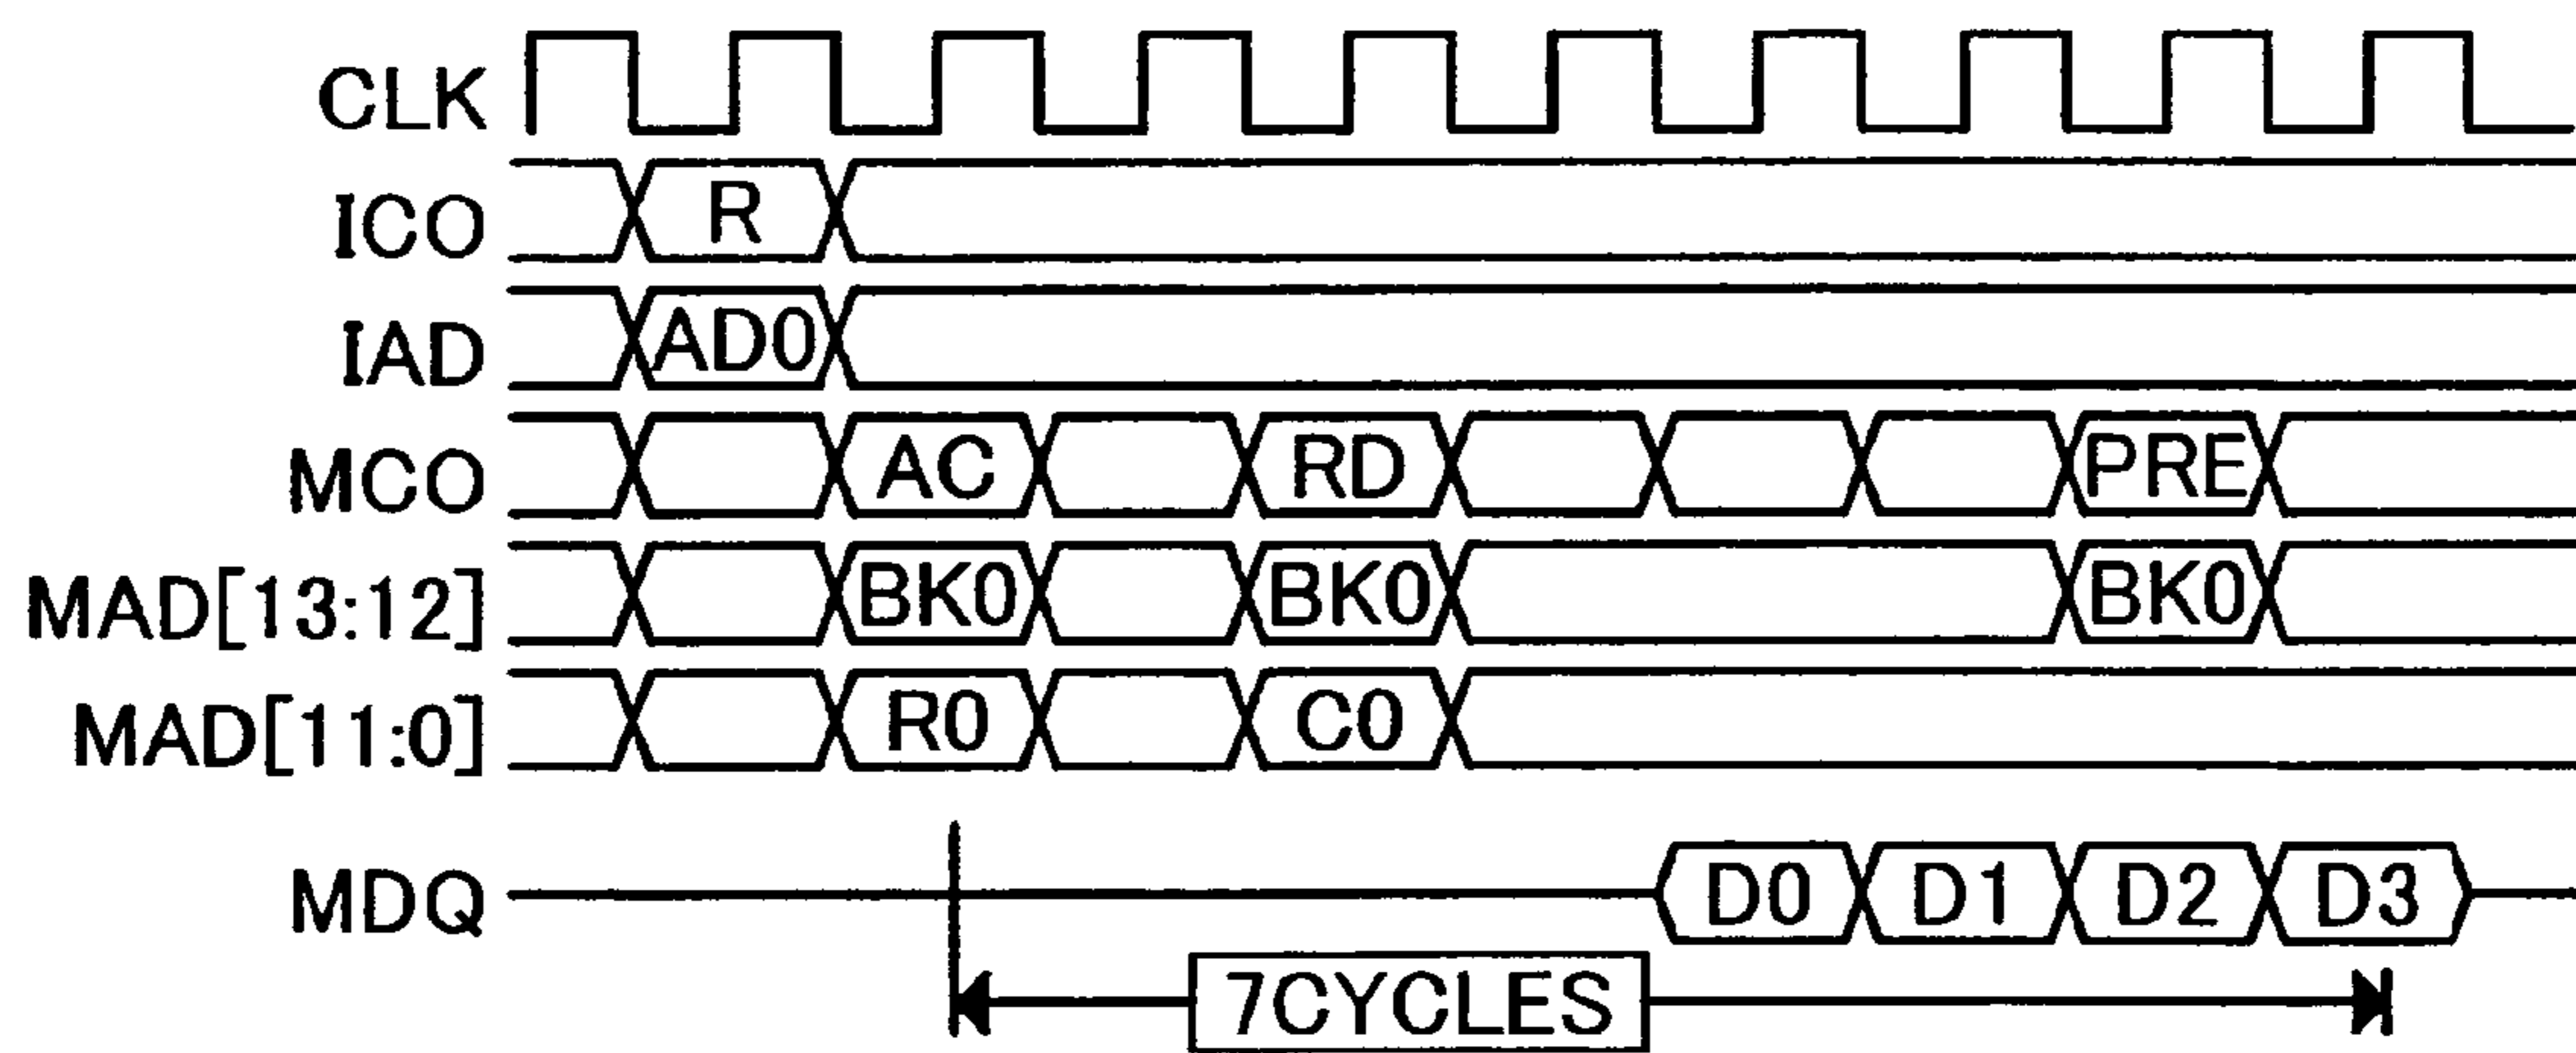 CLK
ICO R
IAD AD0
MCO AC RD PRE
MAD[13:12] BK0 BK0 BK0
MAD[11:0] R0 C0
MDQ D0 D1 D2 D3
7CYCLES